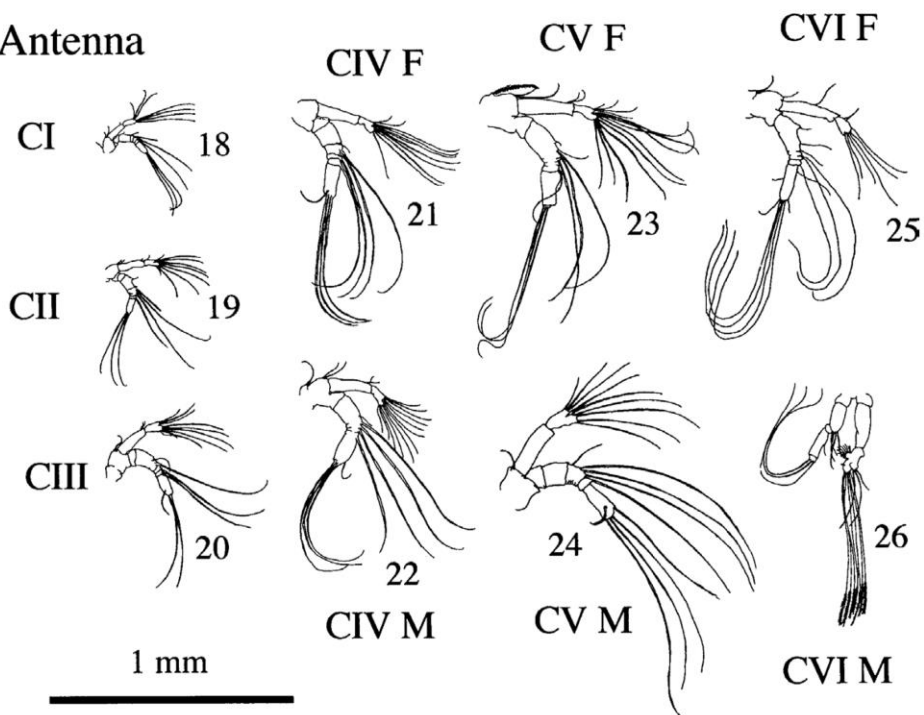 Antenna
CI
18
CII
19
CIII
20
CIV F
21
22
CIV M
CV F
23
24
CV M
CVI F
25
26
CVI M
1 mm